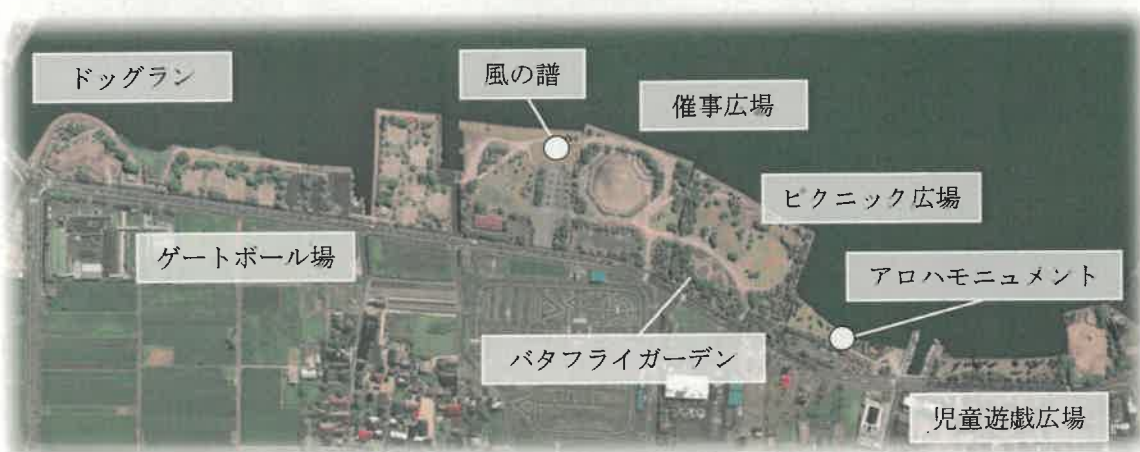 ドッグラン
風の譜
催事広場
ピクニック広場
ゲートボール場
アロハモニュメント
バタフライガーデン
児童遊戯広場